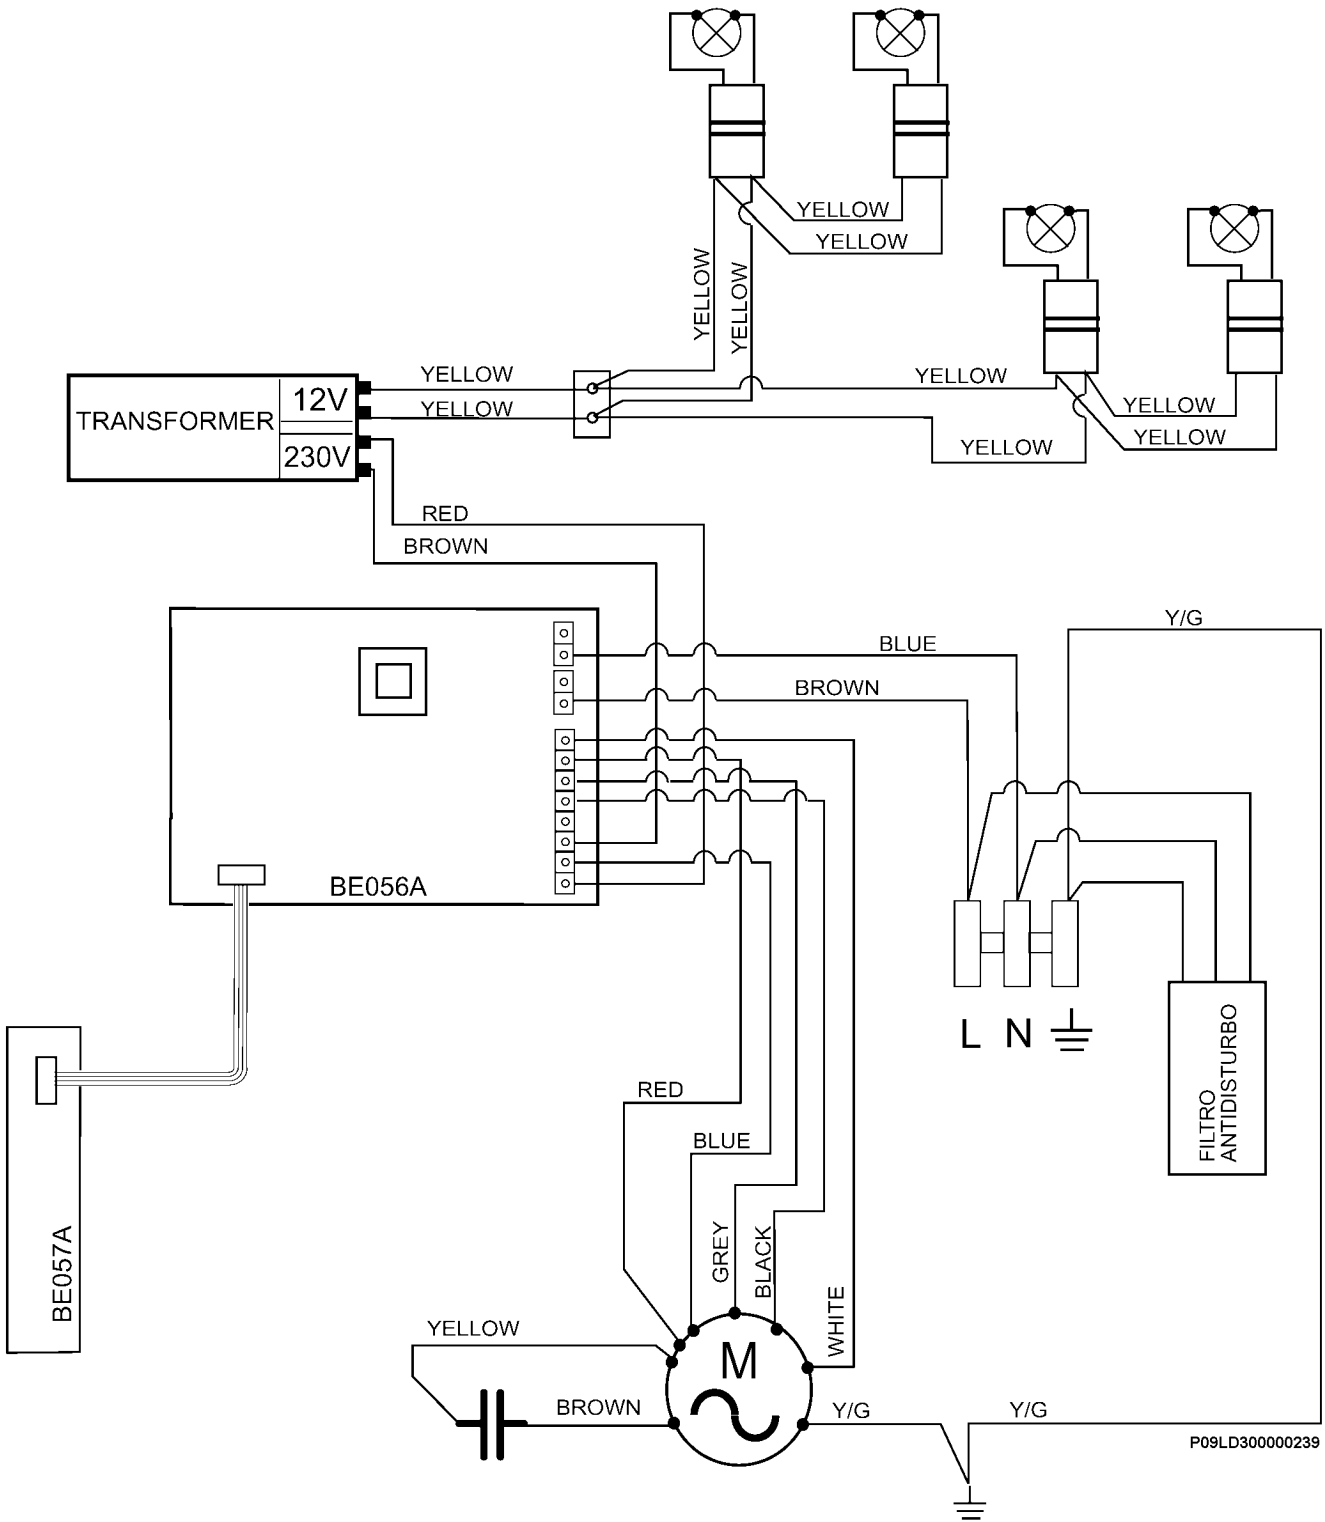 YELLOW
YELLOW
YELLOW
YELLOW
YELLOW
YELLOW
YELLOW
YELLOW
YELLOW
YELLOW
TRANSFORMER
12V
230V
RED
BROWN
Y/G
BLUE
BROWN
BE056A
L N
FILTRO
ANTIDISTURBO
RED
BLUE
GREY
BLACK
WHITE
BE057A
YELLOW
M
BROWN
Y/G
Y/G
P09LD300000239